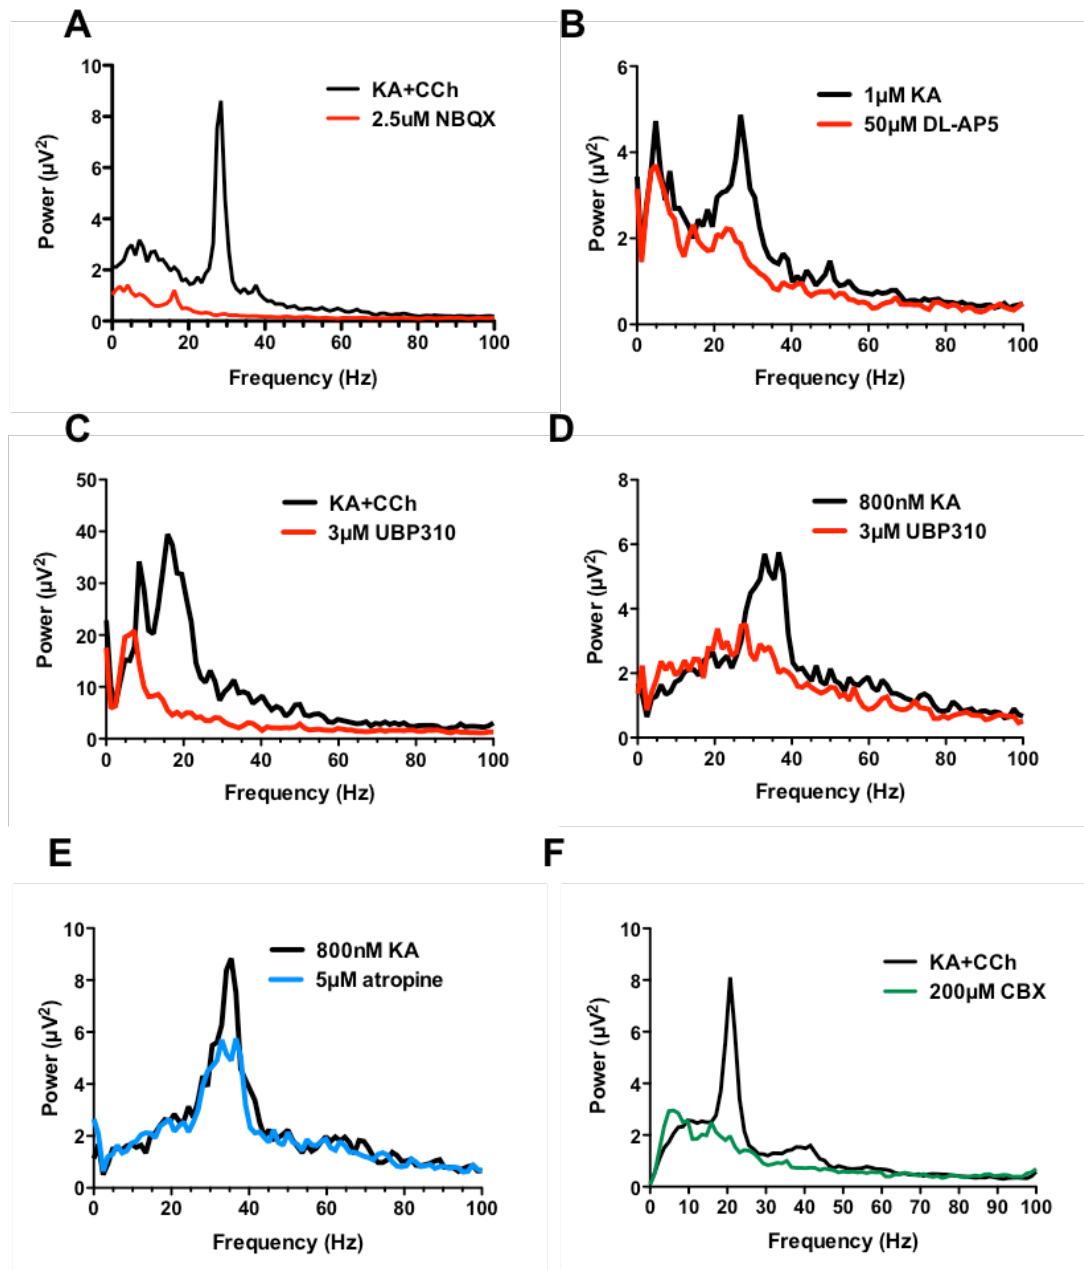 A
10
8
6
4
2
0
0 20 40 60 80 100
Power (µV²)
Frequency (Hz)
KA+CCh
2.5uM NBQX
B
6
4
2
0
0 20 40 60 80 100
Power (µV²)
Frequency (Hz)
1µM KA
50µM DL-AP5
C
50
40
30
20
10
0
0 20 40 60 80 100
Power (µV²)
Frequency (Hz)
KA+CCh
3µM UBP310
D
8
6
4
2
0
0 20 40 60 80 100
Power (µV²)
Frequency (Hz)
800nM KA
3µM UBP310
E
10
8
6
4
2
0
0 20 40 60 80 100
Power (µV²)
Frequency (Hz)
800nM KA
5µM atropine
F
10
8
6
4
2
0
0 10 20 30 40 50 60 70 80 90 100
Power (µV²)
Frequency (Hz)
KA+CCh
200µM CBX